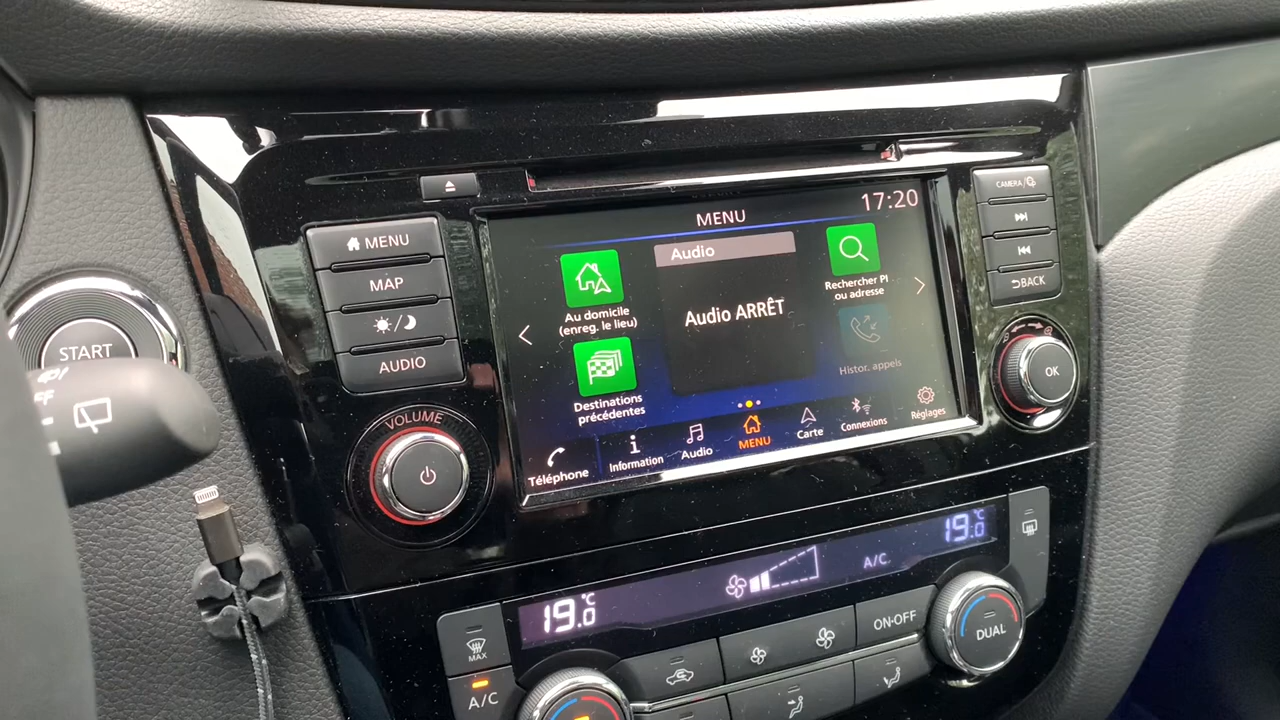 START
FF
MENU
MAP
AUDIO
VOLUME
MENU
17:20
Au domicile
(enreg. le lieu)
Destinations
précédentes
Audio
Audio ARRÊT
Rechercher PI
ou adresse
Histor. appels
Téléphone
Information
Audio
MENU
Carte
Connexions
Réglages
CAMERA/
BACK
OK
19.0 °C
A/C
19.0 °C
MAX
A/C
ON·OFF
DUAL